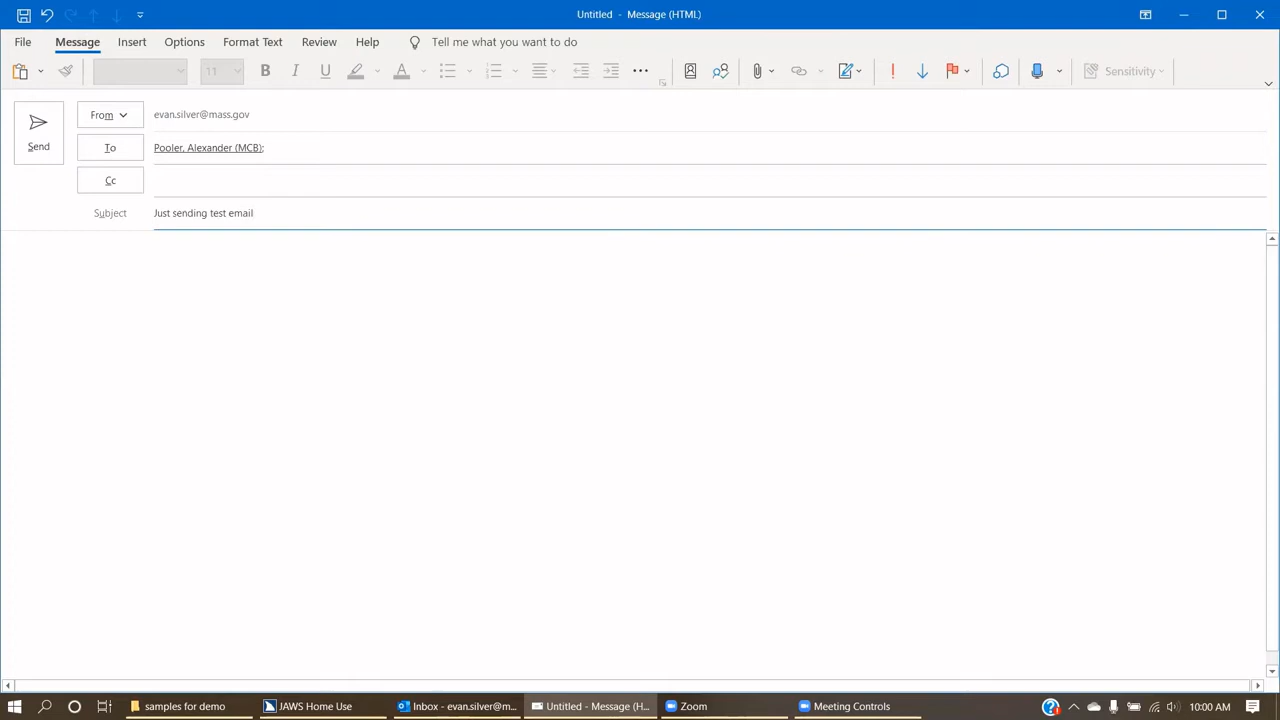 Untitled - Message (HTML)
File Message Insert Options Format Text Review Help Tell me what you want to do
11 B I U A Sensitivity
From evan.silver@mass.gov
Send
To Pooler, Alexander (MCB);
Cc
Subject Just sending test email
samples for demo JAWS Home Use Inbox - evan.silver@m... Untitled - Message (H... Zoom Meeting Controls 10:00 AM